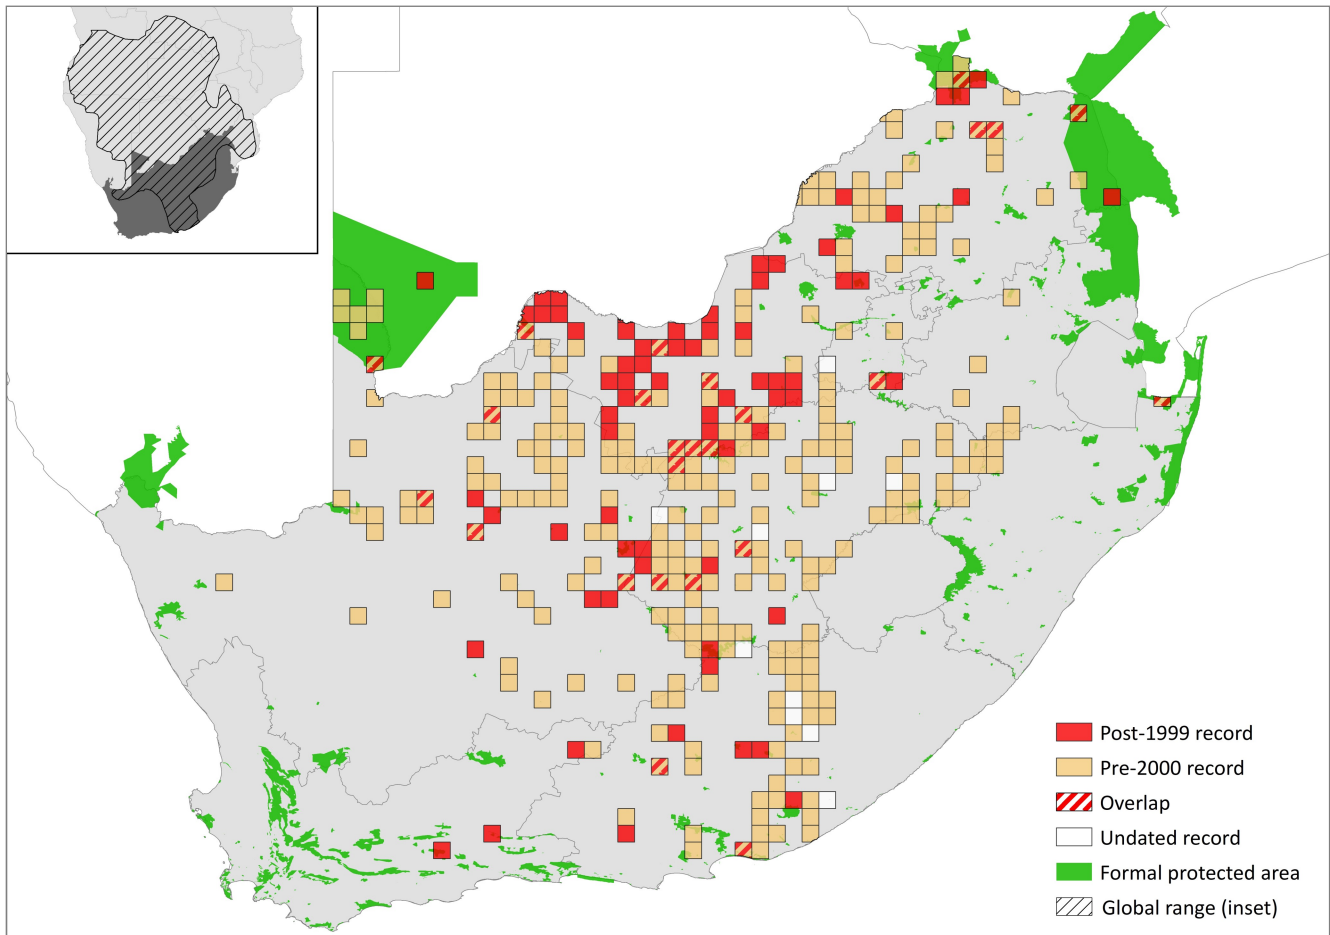 Post-1999 record
Pre-2000 record
Overlap
Undated record
Formal protected area
Global range (inset)